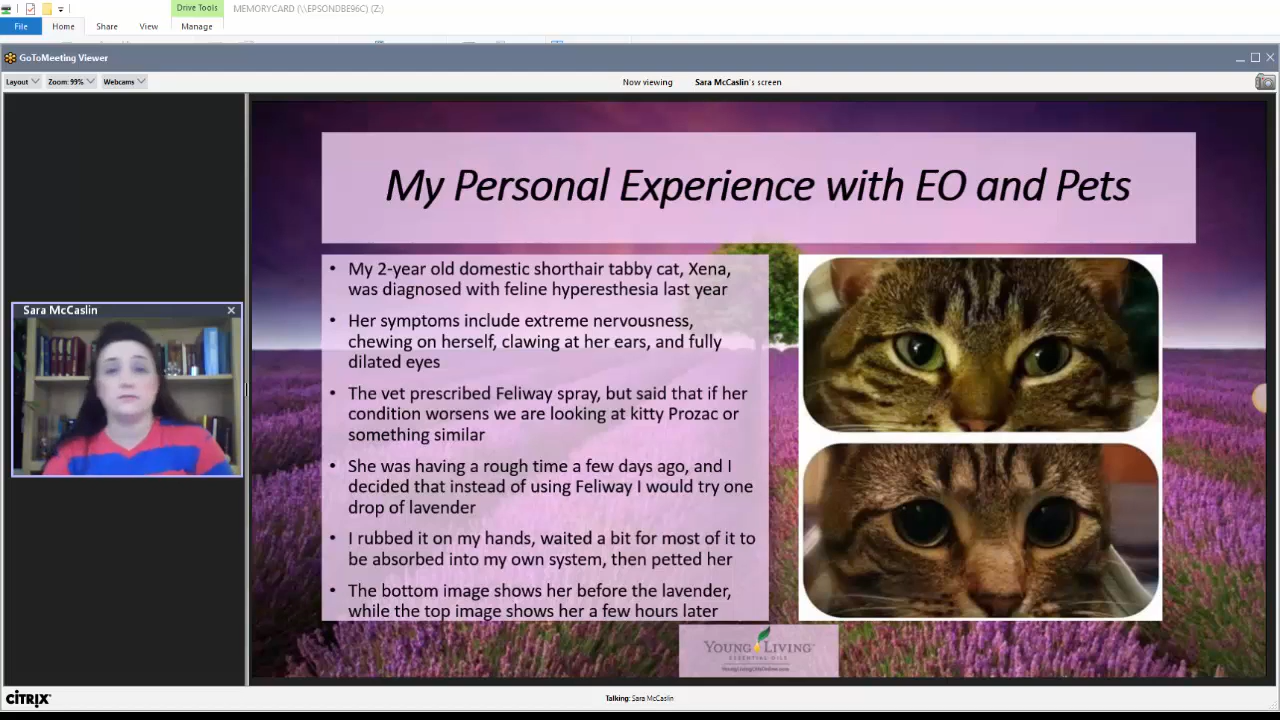 Drive Tools
MEMORYCARD (\\EPSONDBE96C) (Z:)
File
Home
Share
View
Manage
GoToMeeting Viewer
Layout
Zoom: 99%
Webcams
Now viewing
Sara McCaslin's screen
Sara McCaslin
My Personal Experience with EO and Pets
• My 2-year old domestic shorthair tabby cat, Xena,
was diagnosed with feline hyperesthesia last year
• Her symptoms include extreme nervousness,
chewing on herself, clawing at her ears, and fully
dilated eyes
• The vet prescribed Feliway spray, but said that if her
condition worsens we are looking at kitty Prozac or
something similar
• She was having a rough time a few days ago, and I
decided that instead of using Feliway I would try one
drop of lavender
• I rubbed it on my hands, waited a bit for most of it to
be absorbed into my own system, then petted her
• The bottom image shows her before the lavender,
while the top image shows her a few hours later
YOUNG LIVING
ESSENTIAL OILS
CITRIX
Talking: Sara McCaslin